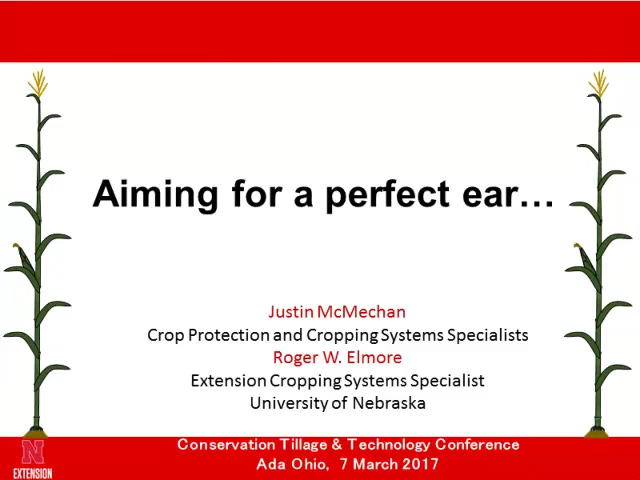 Aiming for a perfect ear…
Justin McMechan
Crop Protection and Cropping Systems Specialists
Roger W. Elmore
Extension Cropping Systems Specialist
University of Nebraska
Conservation Tillage & Technology Conference
Ada Ohio, 7 March 2017
N
EXTENSION